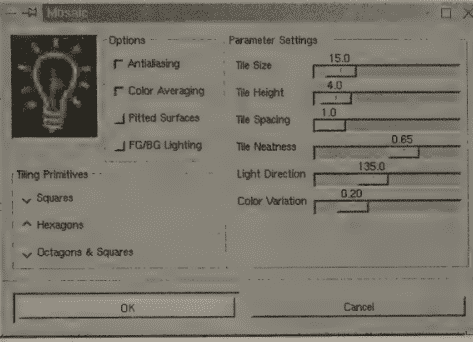 Mosaic
Options
Antialiasing
Color Averaging
Pitted Surfaces
FG/BG Lighting
Tiling Primitives
Squares
Hexagons
Octagons & Squares
Parameter Settings
Tile Size 15.0
Tile Height 4.0
Tile Spacing 1.0
Tile Neatness 0.65
Light Direction 135.0
Color Variation 0.20
OK
Cancel